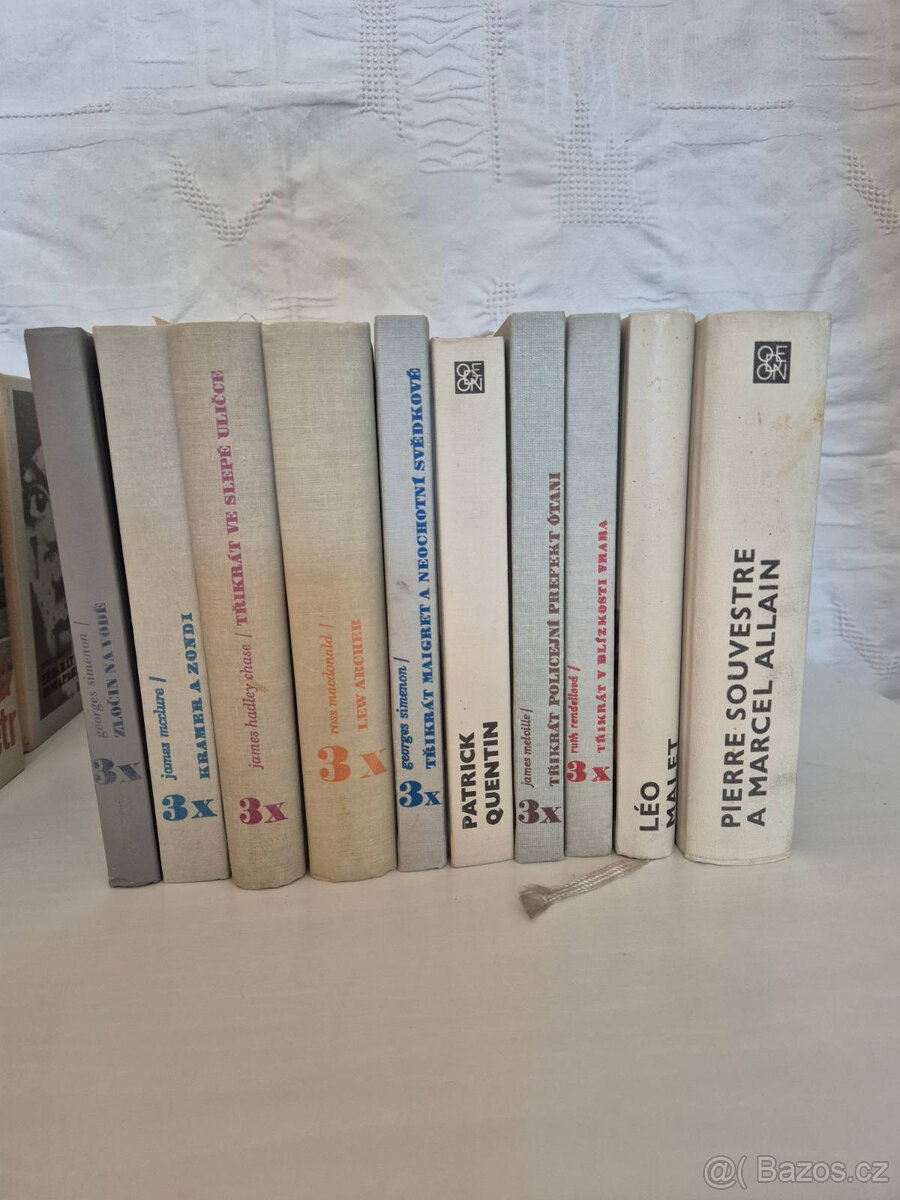 georges simenon /
ZLOČIN NA VODĚ
3x
james mcclure /
KRAMER A ZONDI
3x
james hadley chase / TŘIKRÁT VE SLEPÉ ULIČCE
3x
ross macdonald /
LEW ARCHER
3x
georges simenon /
TŘIKRÁT MAIGRET A NEOCHOTNÍ SVĚDKOVÉ
3x
ODEON
PATRICK
QUENTIN
james melville /
TŘIKRÁT POLICEJNÍ PREFEKT ÓTANI
3x
ruth rendellová /
TŘIKRÁT V BLÍZKOSTI VRAHA
3x
LÉO
MALET
ODEON
PIERRE SOUVESTRE
A MARCEL ALLAIN
@( Bazos.cz